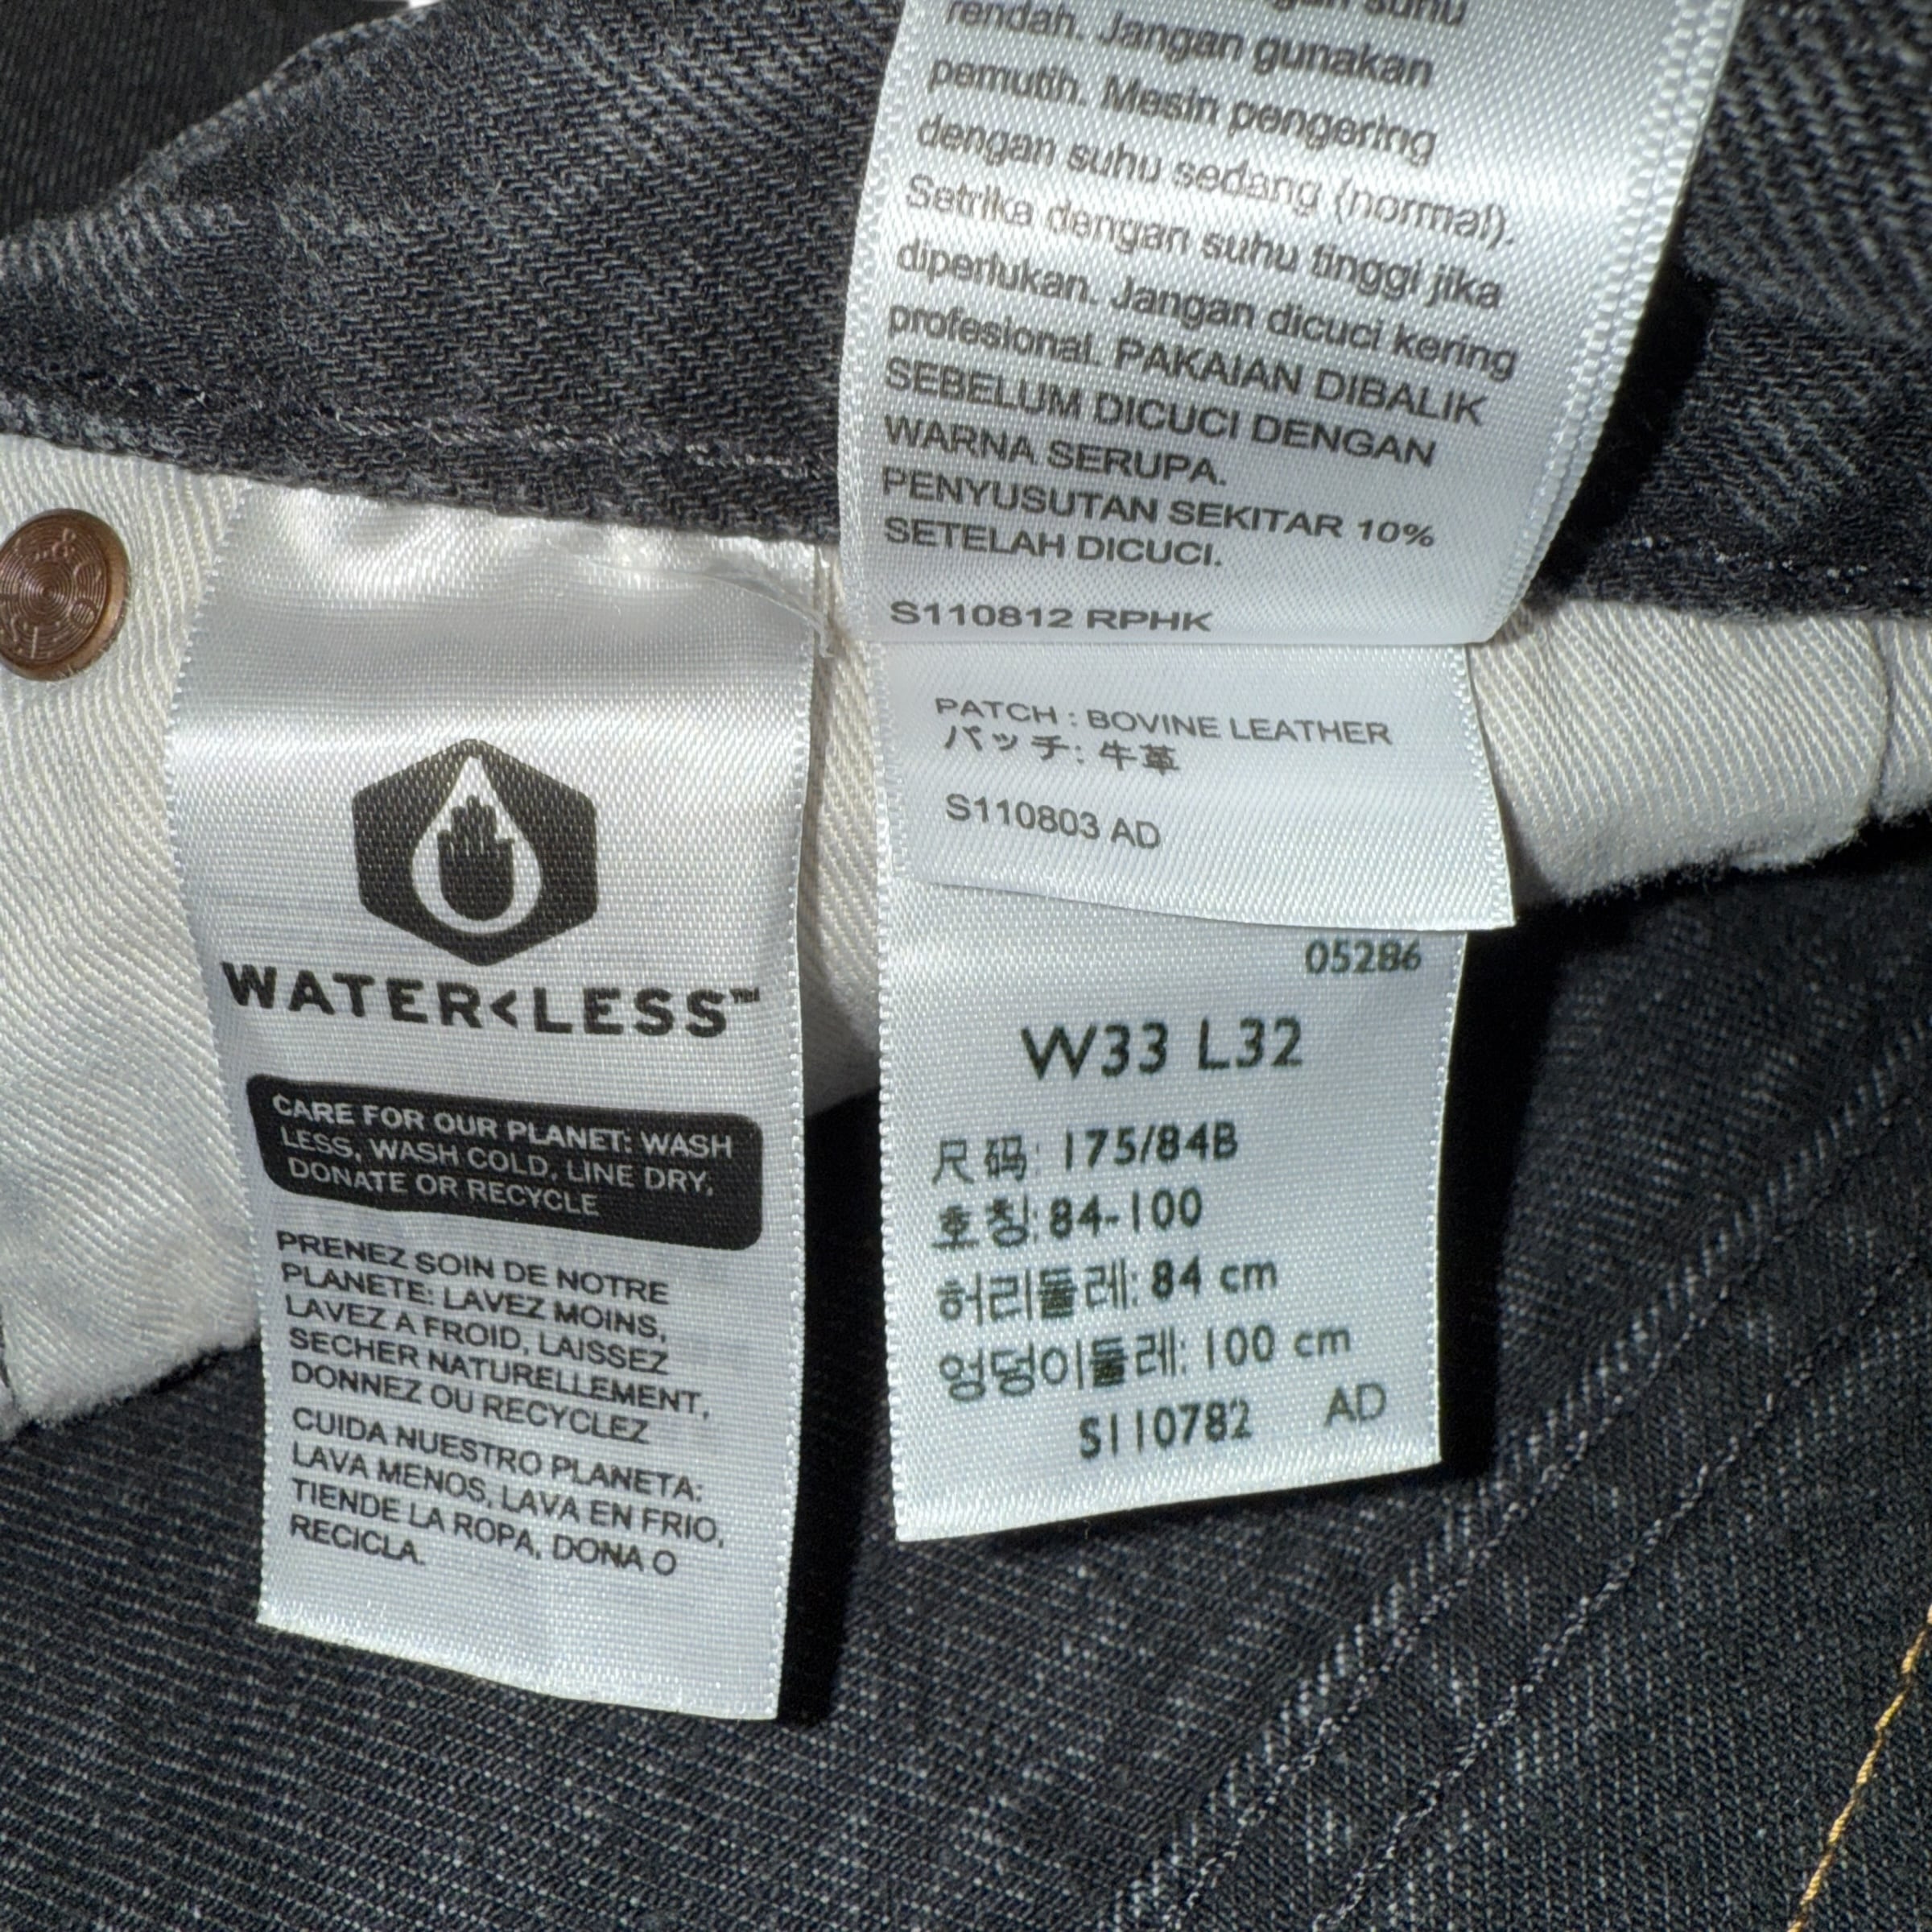 suhu
rendah. Jangan gunakan
pemutih. Mesin pengering
dengan suhu sedang (normal).
Setrika dengan suhu tinggi jika
diperlukan. Jangan dicuci kering
profesional. PAKAIAN DIBALIK
SEBELUM DICUCI DENGAN
WARNA SERUPA.
PENYUSUTAN SEKITAR 10%
SETELAH DICUCI.
S110812 RPHK
PATCH : BOVINE LEATHER
パッチ: 牛革
S110803 AD
05286
W33 L32
尺码: 175/84B
호칭: 84-100
허리둘레: 84 cm
엉덩이둘레: 100 cm
S110782 AD
WATER<LESS™
CARE FOR OUR PLANET: WASH
LESS, WASH COLD, LINE DRY,
DONATE OR RECYCLE
PRENEZ SOIN DE NOTRE
PLANETE: LAVEZ MOINS,
LAVEZ A FROID, LAISSEZ
SECHER NATURELLEMENT,
DONNEZ OU RECYCLEZ
CUIDA NUESTRO PLANETA:
LAVA MENOS, LAVA EN FRIO,
TIENDE LA ROPA, DONA O
RECICLA.